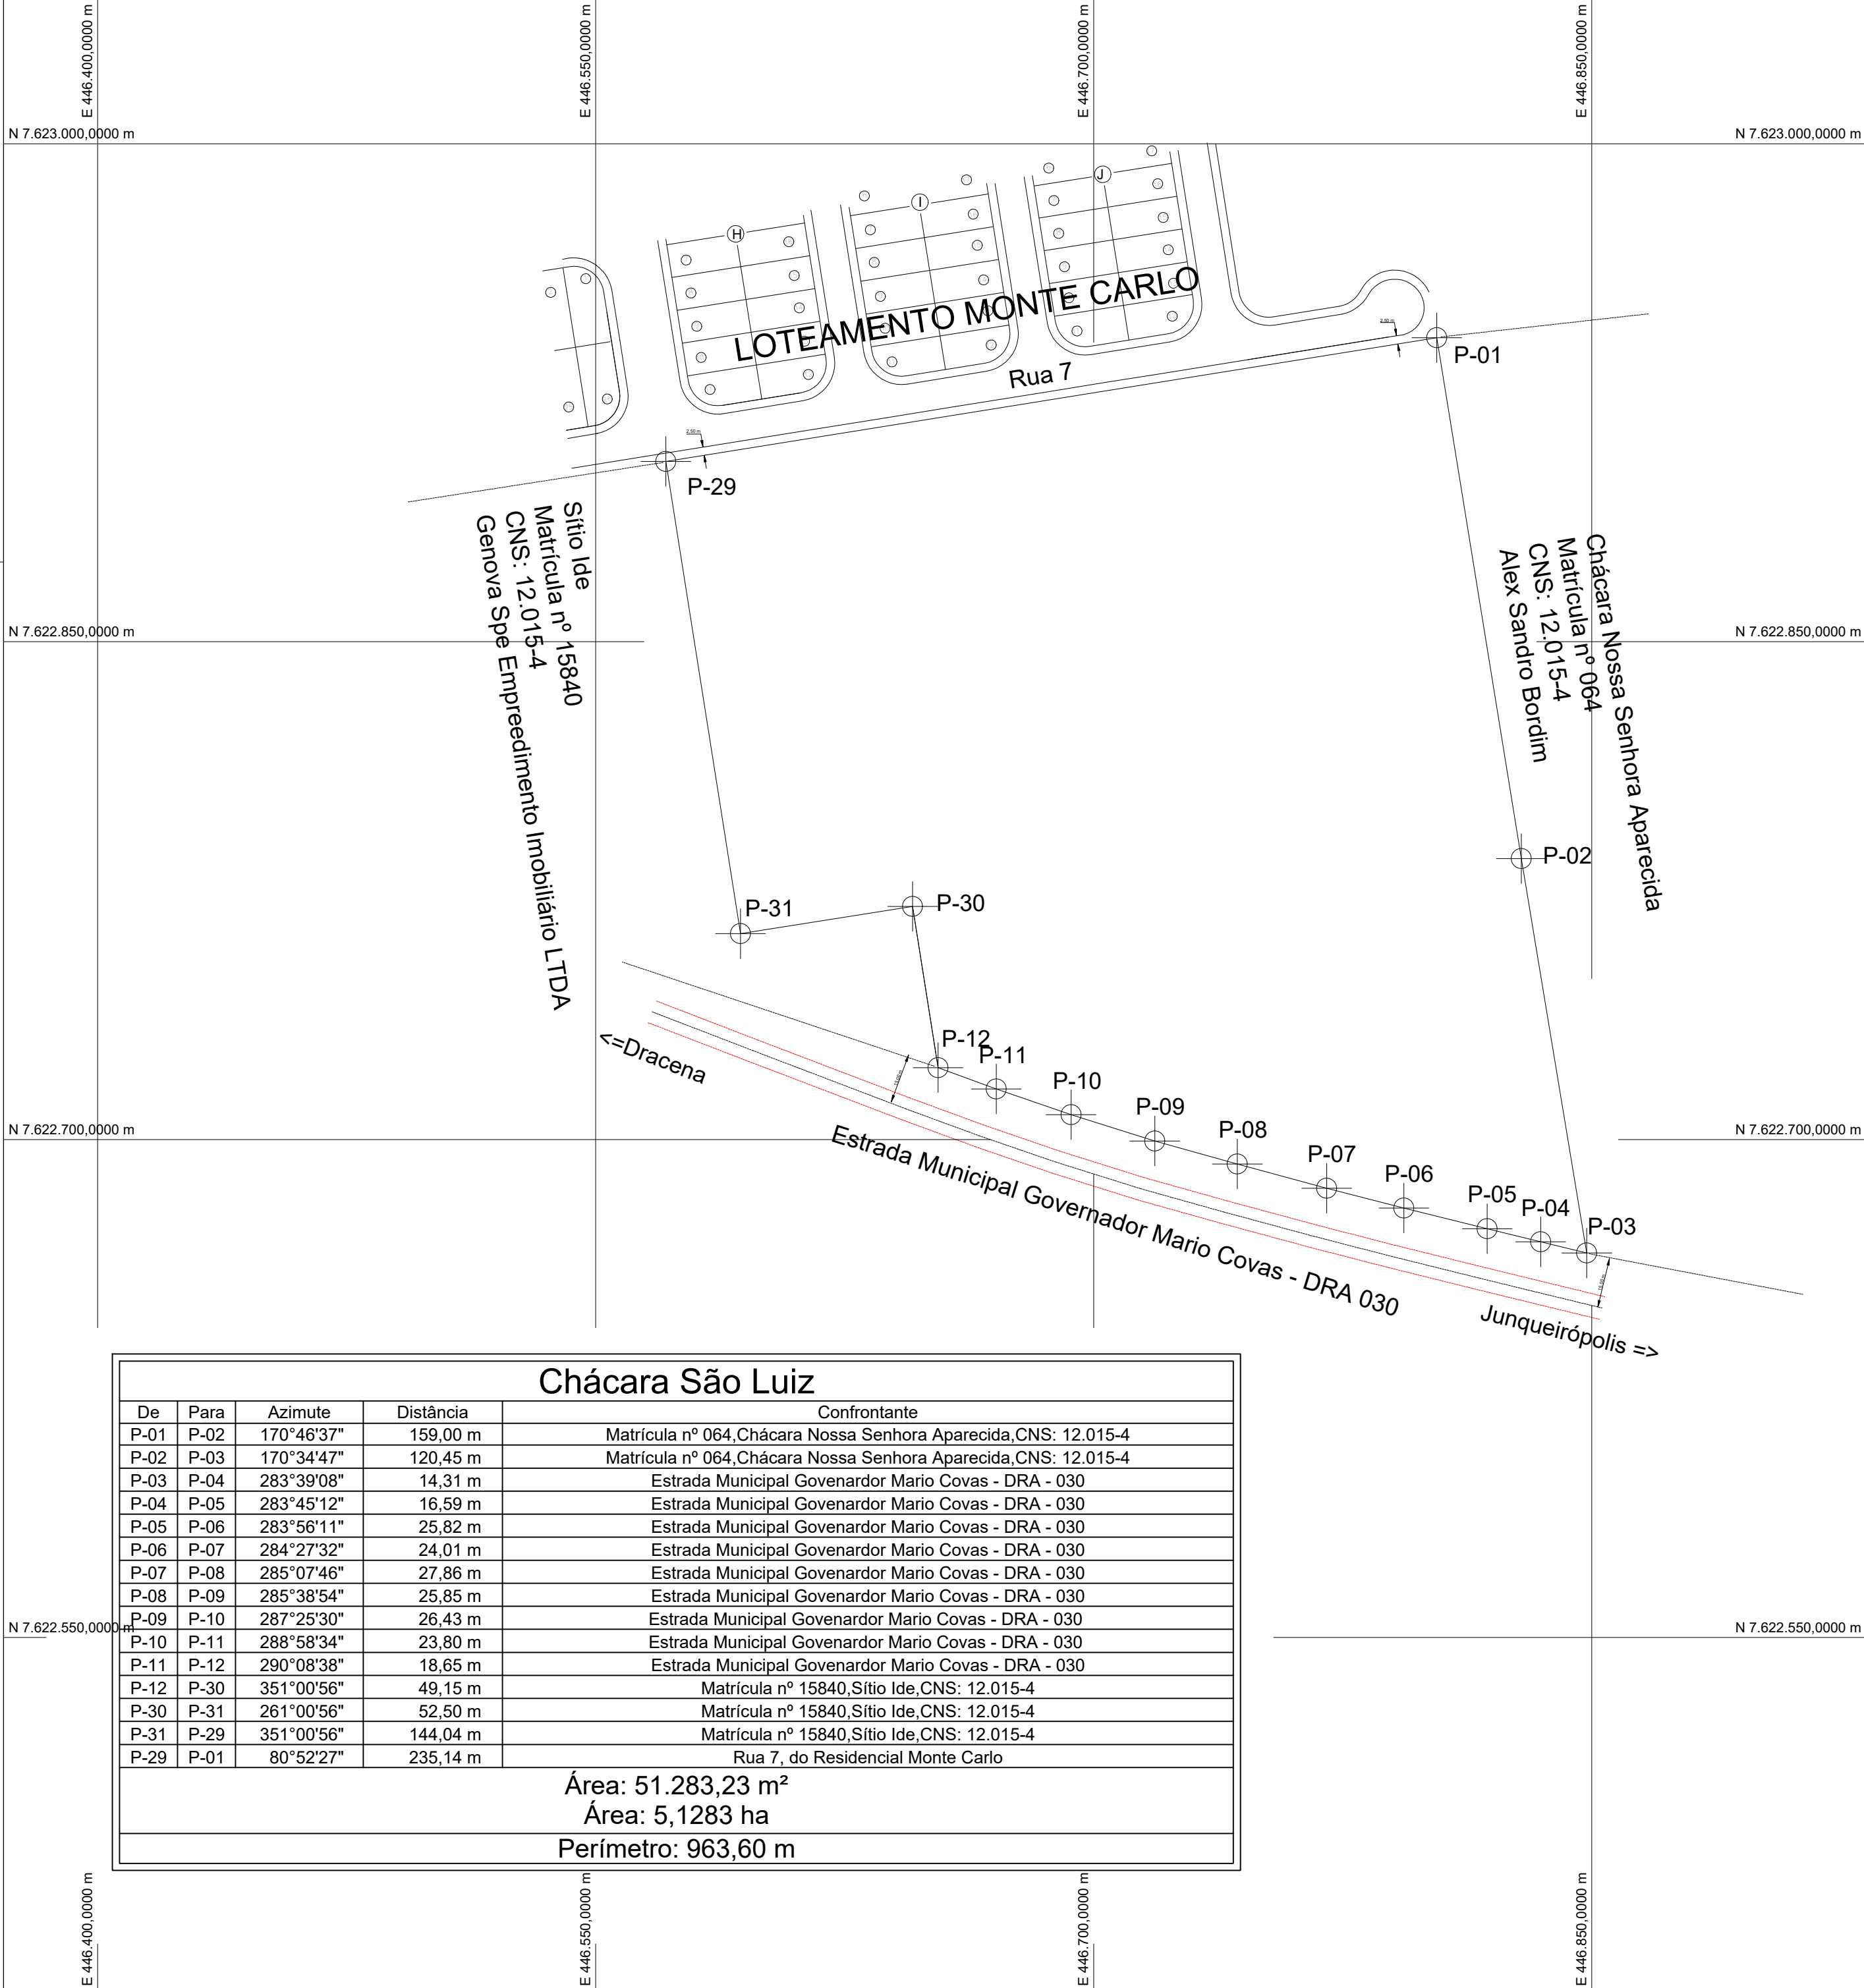 E 446.400,0000 m
E 446.550,0000 m
E 446.700,0000 m
E 446.850,0000 m
N 7.623.000,0000 m
N 7.623.000,0000 m
J
I
H
LOTEAMENTO MONTE CARLO
Rua 7
2.50 m
P-01
2.50 m
P-29
Sítio Ide
Matrícula nº 15840
CNS: 12.015-4
Genova Spe Empreedimento Imobiliário LTDA
Chácara Nossa Senhora Aparecida
Matrícula nº 064
CNS: 12.015-4
Alex Sandro Bordim
N 7.622.850,0000 m
N 7.622.850,0000 m
P-02
P-31
P-30
<=Dracena
P-12
P-11
P-10
P-09
P-08
P-07
P-06
P-05
P-04
P-03
N 7.622.700,0000 m
N 7.622.700,0000 m
Estrada Municipal Governador Mario Covas - DRA 030
Junqueirópolis =>
Chácara São Luiz
De Para Azimute Distância Confrontante
P-01 P-02 170°46'37" 159,00 m Matrícula nº 064,Chácara Nossa Senhora Aparecida,CNS: 12.015-4
P-02 P-03 170°34'47" 120,45 m Matrícula nº 064,Chácara Nossa Senhora Aparecida,CNS: 12.015-4
P-03 P-04 283°39'08" 14,31 m Estrada Municipal Govenardor Mario Covas - DRA - 030
P-04 P-05 283°45'12" 16,59 m Estrada Municipal Govenardor Mario Covas - DRA - 030
P-05 P-06 283°56'11" 25,82 m Estrada Municipal Govenardor Mario Covas - DRA - 030
P-06 P-07 284°27'32" 24,01 m Estrada Municipal Govenardor Mario Covas - DRA - 030
P-07 P-08 285°07'46" 27,86 m Estrada Municipal Govenardor Mario Covas - DRA - 030
P-08 P-09 285°38'54" 25,85 m Estrada Municipal Govenardor Mario Covas - DRA - 030
P-09 P-10 287°25'30" 26,43 m Estrada Municipal Govenardor Mario Covas - DRA - 030
P-10 P-11 288°58'34" 23,80 m Estrada Municipal Govenardor Mario Covas - DRA - 030
P-11 P-12 290°08'38" 18,65 m Estrada Municipal Govenardor Mario Covas - DRA - 030
P-12 P-30 351°00'56" 49,15 m Matrícula nº 15840,Sítio Ide,CNS: 12.015-4
P-30 P-31 261°00'56" 52,50 m Matrícula nº 15840,Sítio Ide,CNS: 12.015-4
P-31 P-29 351°00'56" 144,04 m Matrícula nº 15840,Sítio Ide,CNS: 12.015-4
P-29 P-01 80°52'27" 235,14 m Rua 7, do Residencial Monte Carlo
Área: 51.283,23 m²
Área: 5,1283 ha
Perímetro: 963,60 m
N 7.622.550,0000 m
N 7.622.550,0000 m
E 446.400,0000 m
E 446.550,0000 m
E 446.700,0000 m
E 446.850,0000 m